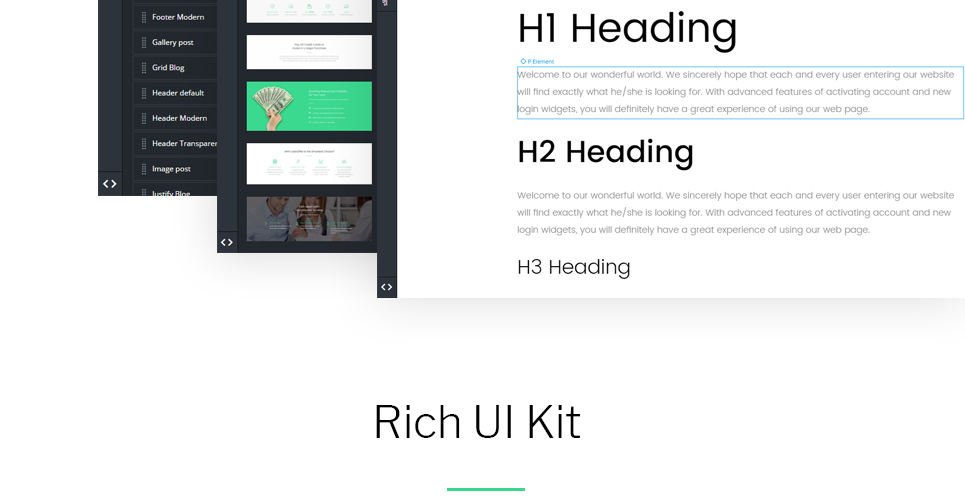 Footer Modern
Gallery post
Grid Blog
Header default
Header Modern
Header Transparen
Image post
Justify Blog
H1 Heading
P Element
Welcome to our wonderful world. We sincerely hope that each and every user entering our website
will find exactly what he/she is looking for. With advanced features of activating account and new
login widgets, you will definitely have a great experience of using our web page.
H2 Heading
Welcome to our wonderful world. We sincerely hope that each and every user entering our website
will find exactly what he/she is looking for. With advanced features of activating account and new
login widgets, you will definitely have a great experience of using our web page.
H3 Heading
Rich UI Kit